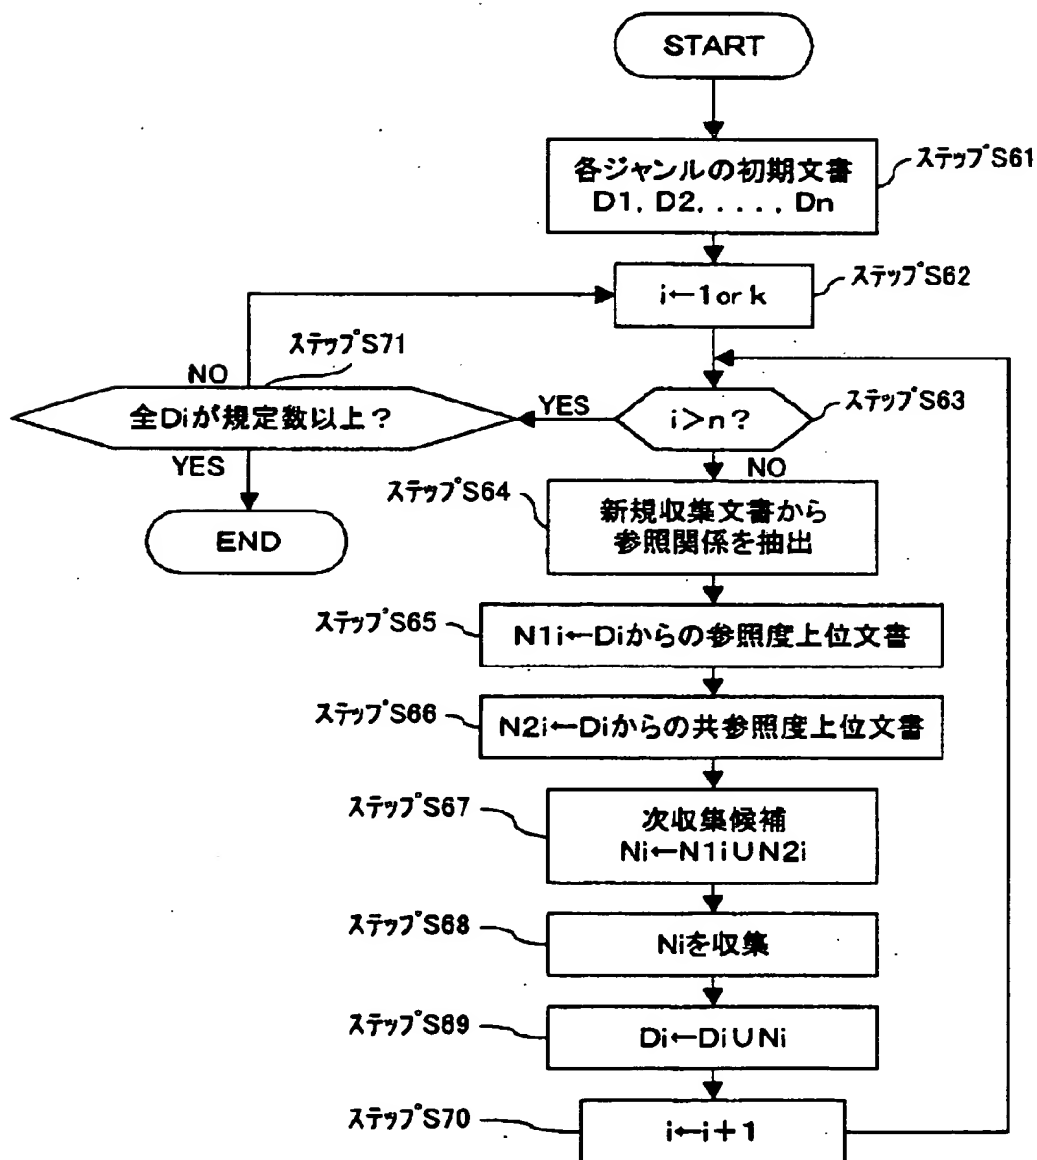 START
各ジャンルの初期文書
D1, D2, ...., Dn
ステップS61
i←1 or k
ステップS62
ステップS71
NO
全Diが規定数以上?
YES
i>n?
ステップS63
YES
NO
END
ステップS64
新規収集文書から
参照関係を抽出
ステップS65
N1i←Diからの参照度上位文書
ステップS66
N2i←Diからの共参照度上位文書
ステップS67
次収集候補
Ni←N1i∪N2i
ステップS68
Niを収集
ステップS69
Di←Di∪Ni
ステップS70
i←i+1